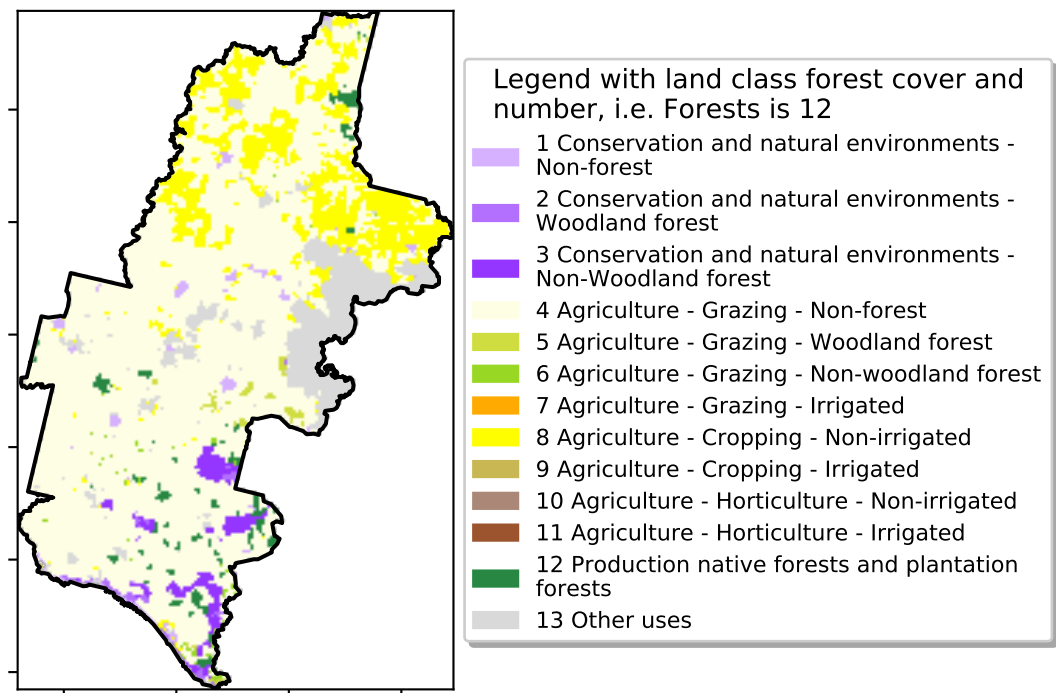 Legend with land class forest cover and
number, i.e. Forests is 12
1 Conservation and natural environments -
Non-forest
2 Conservation and natural environments -
Woodland forest
3 Conservation and natural environments -
Non-Woodland forest
4 Agriculture - Grazing - Non-forest
5 Agriculture - Grazing - Woodland forest
6 Agriculture - Grazing - Non-woodland forest
7 Agriculture - Grazing - Irrigated
8 Agriculture - Cropping - Non-irrigated
9 Agriculture - Cropping - Irrigated
10 Agriculture - Horticulture - Non-irrigated
11 Agriculture - Horticulture - Irrigated
12 Production native forests and plantation
forests
13 Other uses